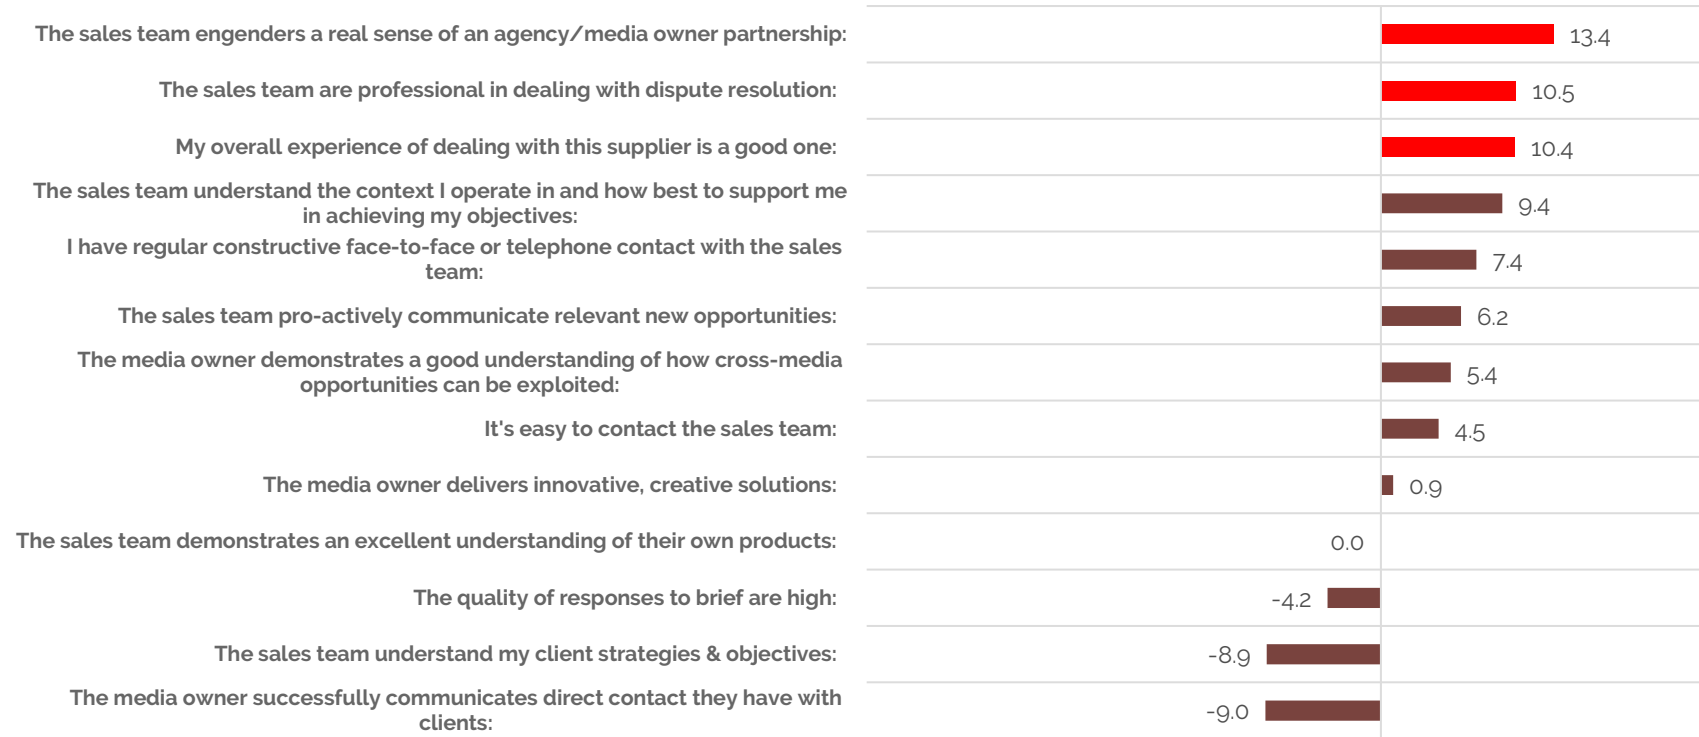 The sales team engenders a real sense of an agency/media owner partnership:
13.4
The sales team are professional in dealing with dispute resolution:
10.5
My overall experience of dealing with this supplier is a good one:
10.4
The sales team understand the context I operate in and how best to support me
in achieving my objectives:
9.4
I have regular constructive face-to-face or telephone contact with the sales
team:
7.4
The sales team pro-actively communicate relevant new opportunities:
6.2
The media owner demonstrates a good understanding of how cross-media
opportunities can be exploited:
5.4
It's easy to contact the sales team:
4.5
The media owner delivers innovative, creative solutions:
0.9
The sales team demonstrates an excellent understanding of their own products:
0.0
The quality of responses to brief are high:
-4.2
The sales team understand my client strategies & objectives:
-8.9
The media owner successfully communicates direct contact they have with
clients:
-9.0